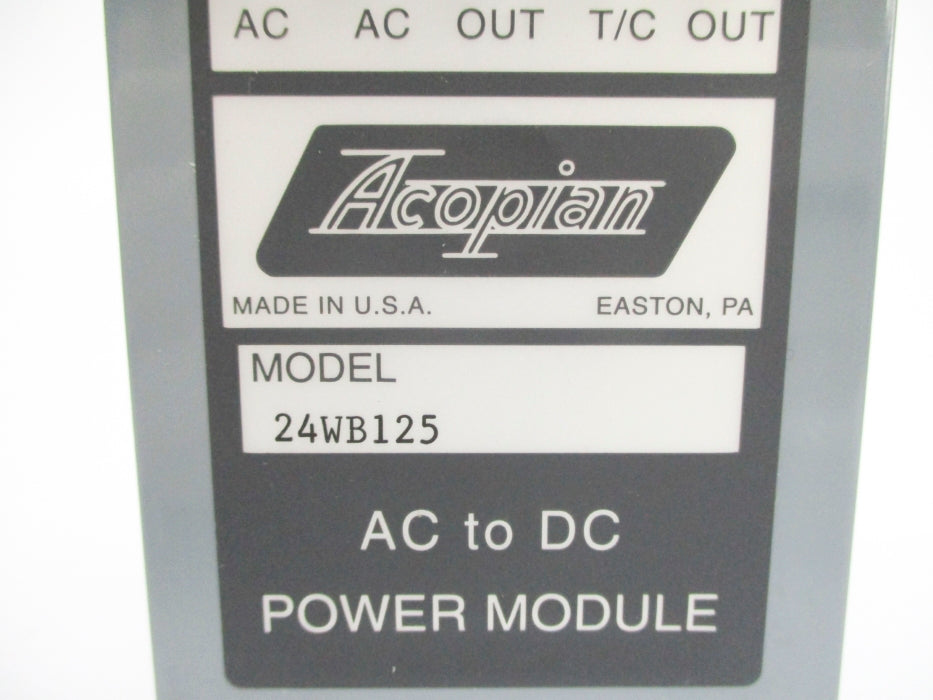 AC AC OUT T/C OUT
Acopian
MADE IN U.S.A. EASTON, PA
MODEL
24WB125
AC to DC
POWER MODULE